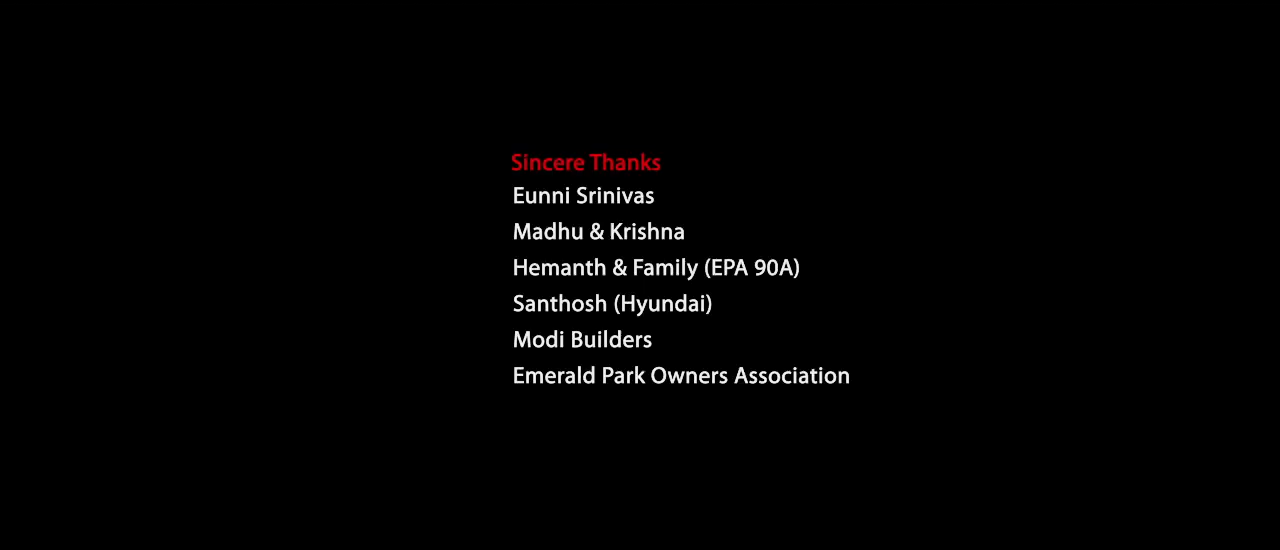 Sincere Thanks
Eunni Srinivas
Madhu & Krishna
Hemanth & Family (EPA 90A)
Santhosh (Hyundai)
Modi Builders
Emerald Park Owners Association